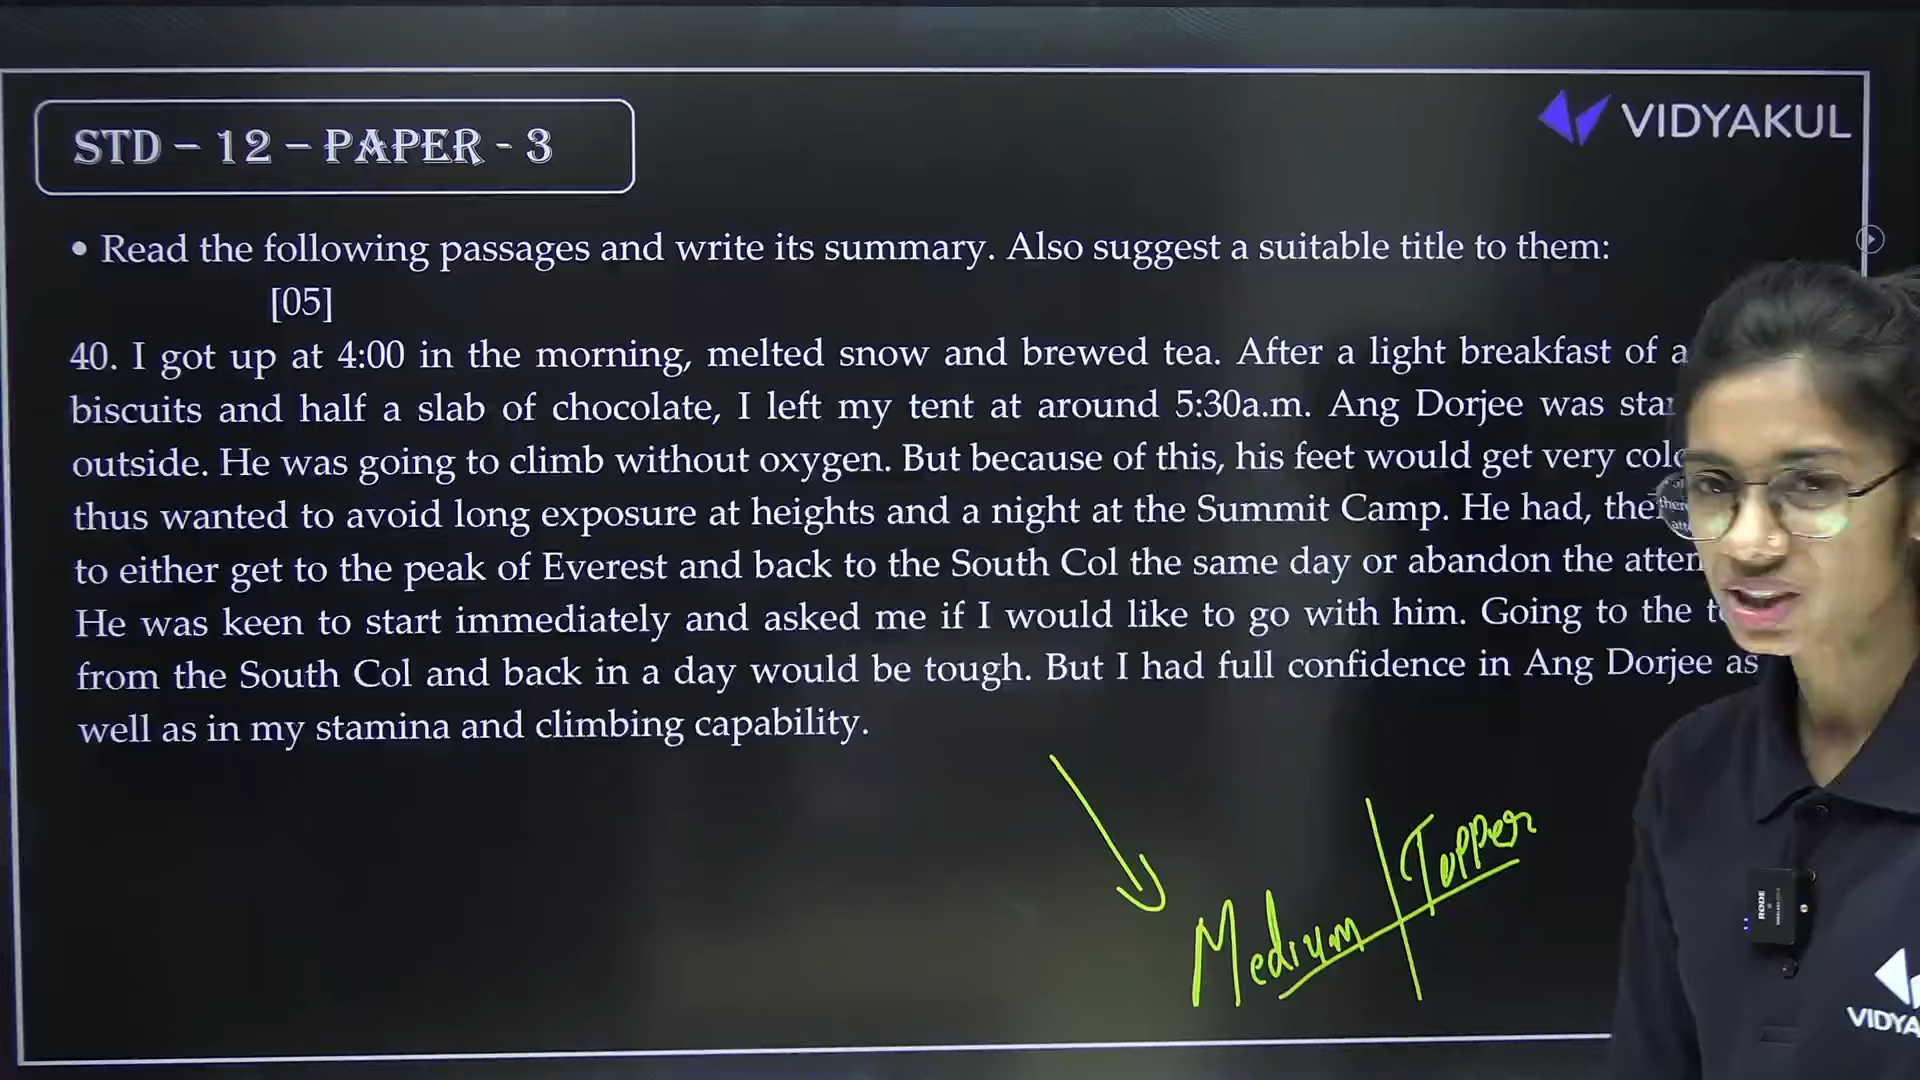 STD – 12 – PAPER - 3
VIDYAKUL
• Read the following passages and write its summary. Also suggest a suitable title to them:
[05]
40. I got up at 4:00 in the morning, melted snow and brewed tea. After a light breakfast of a
biscuits and half a slab of chocolate, I left my tent at around 5:30a.m. Ang Dorjee was
outside. He was going to climb without oxygen. But because of this, his feet would get very
thus wanted to avoid long exposure at heights and a night at the Summit Camp. He had,
to either get to the peak of Everest and back to the South Col the same day or abandon the
He was keen to start immediately and asked me if I would like to go with him. Going to the
from the South Col and back in a day would be tough. But I had full confidence in Ang Dorjee as
well as in my stamina and climbing capability.
Medium Topper
RODE
VIDYA